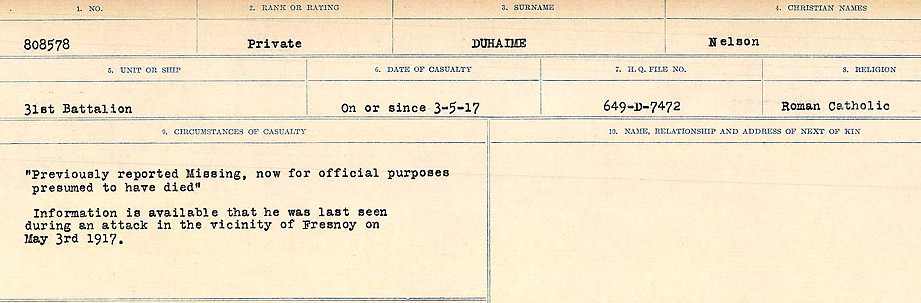 1. NO. 2. RANK OR RATING 3. SURNAME 4. CHRISTIAN NAMES
808578 Private DUHAIME Nelson
5. UNIT OR SHIP 6. DATE OF CASUALTY 7. H.Q. FILE NO. 8. RELIGION
31st Battalion On or since 3-5-17 649-D-7472 Roman Catholic
9. CIRCUMSTANCES OF CASUALTY 10. NAME, RELATIONSHIP AND ADDRESS OF NEXT OF KIN
"Previously reported Missing, now for official purposes
presumed to have died"
Information is available that he was last seen
during an attack in the vicinity of Fresnoy on
May 3rd 1917.